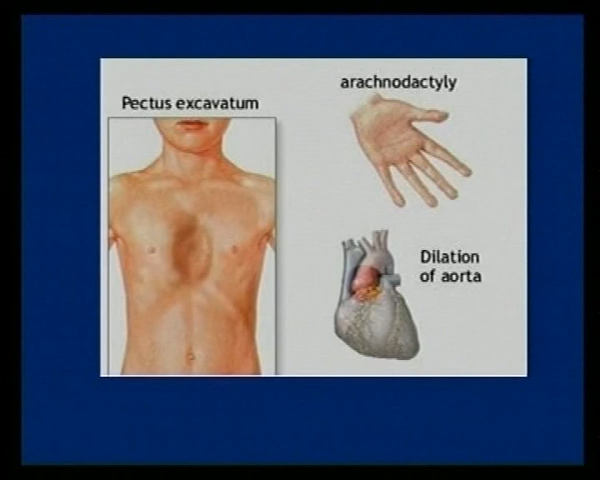 Pectus excavatum
arachnodactyly
Dilation
of aorta